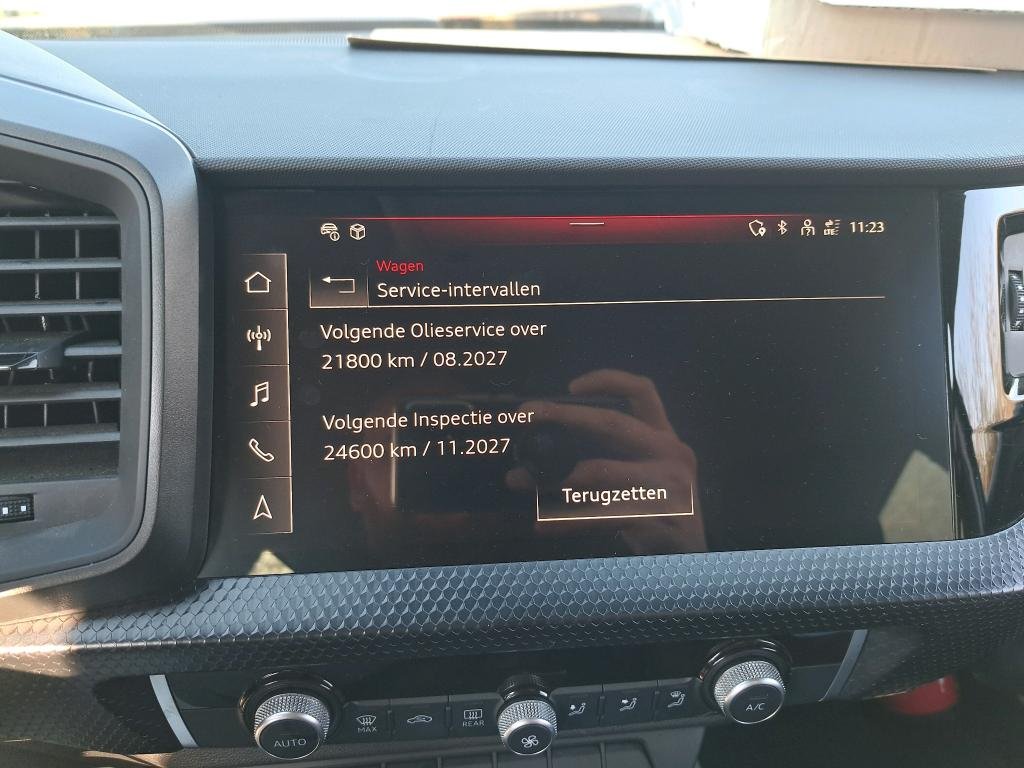 11:23
Wagen
Service-intervallen
Volgende Olieservice over
21800 km / 08.2027
Volgende Inspectie over
24600 km / 11.2027
Terugzetten
AUTO
MAX
REAR
A/C